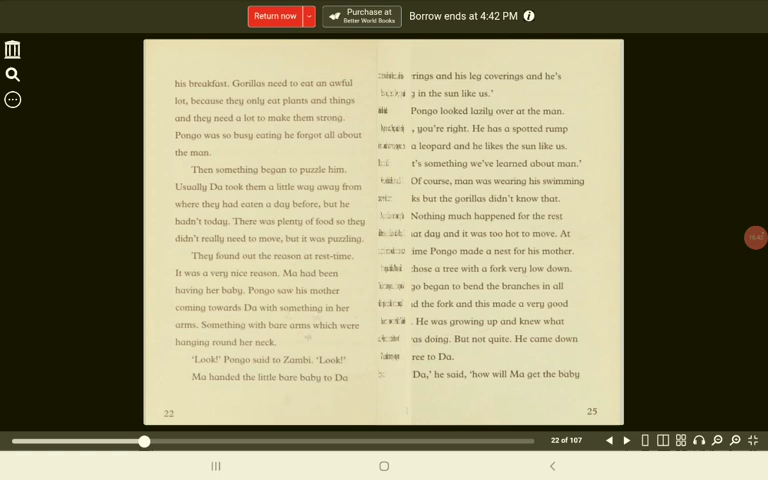 Return now
Purchase at
Better World Books
Borrow ends at 4:42 PM
his breakfast. Gorillas need to eat an awful
lot, because they only eat plants and things
and they need a lot to make them strong.
Pongo was so busy eating he forgot all about
the man.
Then something began to puzzle him.
Usually Da took them a little way away from
where they had eaten a day before, but he
hadn't today. There was plenty of food so they
didn't really need to move, but it was puzzling.
They found out the reason at rest-time.
It was a very nice reason. Ma had been
having her baby. Pongo saw his mother
coming towards Da with something in her
arms. Something with bare arms which were
hanging round her neck.
'Look!' Pongo said to Zambi. 'Look!'
Ma handed the little bare baby to Da
22
erings and his leg coverings and he's
g in the sun like us.'
Pongo looked lazily over at the man.
, you're right. He has a spotted rump
a leopard and he likes the sun like us.
t's something we've learned about man.'
Of course, man was wearing his swimming
ks but the gorillas didn't know that.
Nothing much happened for the rest
at day and it was too hot to move. At
ime Pongo made a nest for his mother.
chose a tree with a fork very low down.
go began to bend the branches in all
nd the fork and this made a very good
. He was growing up and knew what
was doing. But not quite. He came down
ree to Da.
'Da,' he said, 'how will Ma get the baby
25
22 of 107